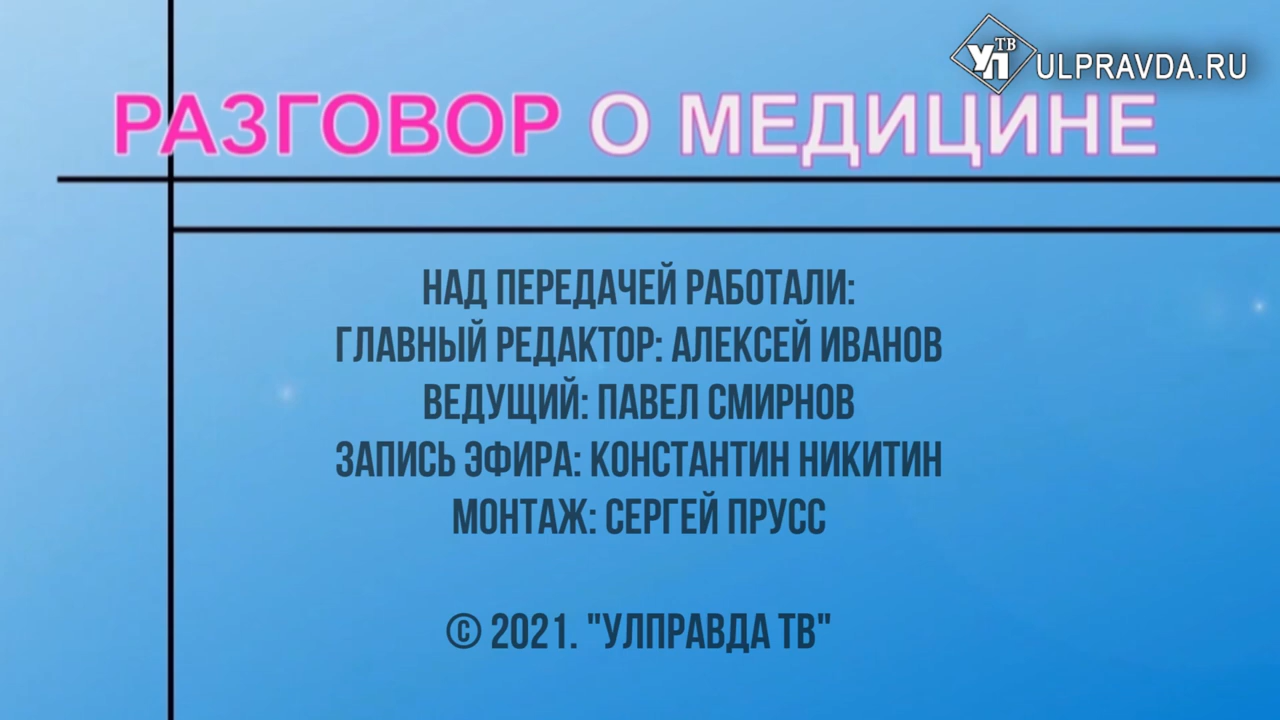 УП ТВ ULPRAVDA.RU
РАЗГОВОР О МЕДИЦИНЕ
НАД ПЕРЕДАЧЕЙ РАБОТАЛИ:
ГЛАВНЫЙ РЕДАКТОР: АЛЕКСЕЙ ИВАНОВ
ВЕДУЩИЙ: ПАВЕЛ СМИРНОВ
ЗАПИСЬ ЭФИРА: КОНСТАНТИН НИКИТИН
МОНТАЖ: СЕРГЕЙ ПРУСС
© 2021. "УЛПРАВДА ТВ"